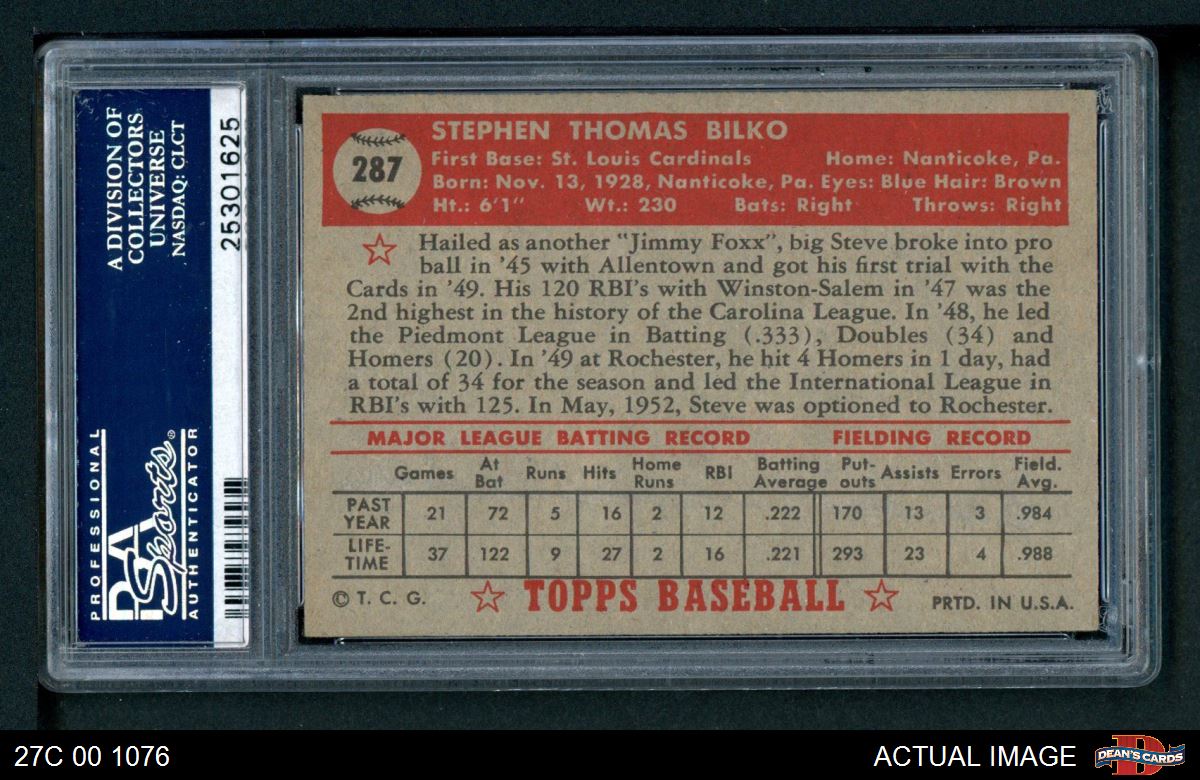 A DIVISION OF
COLLECTORS
UNIVERSE
NASDAQ: CLCT
25301625
PROFESSIONAL
PSA
Sports®
AUTHENTICATOR
287
STEPHEN THOMAS BILKO
First Base: St. Louis Cardinals Home: Nanticoke, Pa.
Born: Nov. 13, 1928, Nanticoke, Pa. Eyes: Blue Hair: Brown
Ht.: 6'1" Wt.: 230 Bats: Right Throws: Right
Hailed as another "Jimmy Foxx", big Steve broke into pro
ball in '45 with Allentown and got his first trial with the
Cards in '49. His 120 RBI's with Winston-Salem in '47 was the
2nd highest in the history of the Carolina League. In '48, he led
the Piedmont League in Batting (.333), Doubles (34) and
Homers (20). In '49 at Rochester, he hit 4 Homers in 1 day, had
a total of 34 for the season and led the International League in
RBI's with 125. In May, 1952, Steve was optioned to Rochester.
MAJOR LEAGUE BATTING RECORD FIELDING RECORD
Games At Bat Runs Hits Home Runs RBI Batting Average Put-outs Assists Errors Field. Avg.
PAST YEAR 21 72 5 16 2 12 .222 170 13 3 .984
LIFE-TIME 37 122 9 27 2 16 .221 293 23 4 .988
© T. C. G. TOPPS BASEBALL PRTD. IN U.S.A.
27C 00 1076 ACTUAL IMAGE DEAN'S CARDS